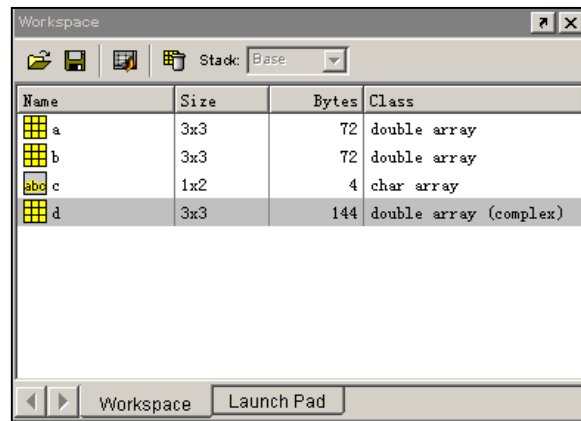 Workspace
Stack: Base
Name Size Bytes Class
a 3x3 72 double array
b 3x3 72 double array
abc c 1x2 4 char array
d 3x3 144 double array (complex)
Workspace Launch Pad